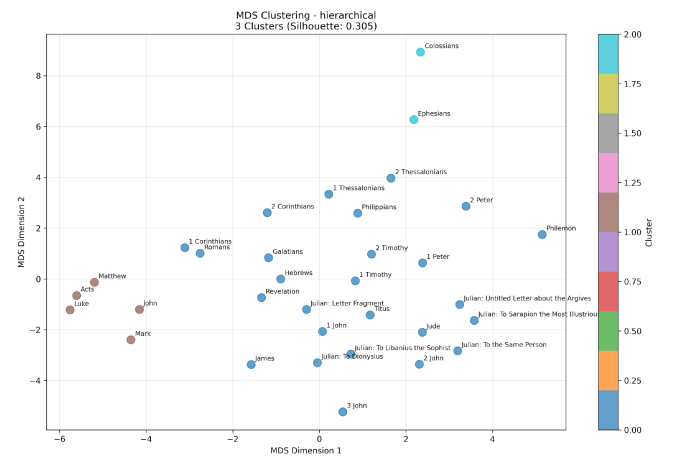 MDS Clustering - hierarchical
3 Clusters (Silhouette: 0.305)
Colossians
Ephesians
2 Thessalonians
1 Thessalonians
2 Corinthians
Philippians
2 Peter
Philemon
1 Corinthians
Romans
Galatians
2 Timothy
1 Peter
Hebrews
1 Timothy
Matthew
Acts
Luke
John
Mark
Revelation
Julian: Letter Fragment
Titus
Julian: Untitled Letter about the Argives
Julian: To Sarapion the Most Illustrious
1 John
Jude
Julian: To Libanius the Sophist
Julian: To the Same Person
James
Julian: To Dionysius
2 John
3 John
8
6
4
2
0
−2
−4
MDS Dimension 2
−6
−4
−2
0
2
4
MDS Dimension 1
2.00
1.75
1.50
1.25
1.00
0.75
0.50
0.25
0.00
Cluster